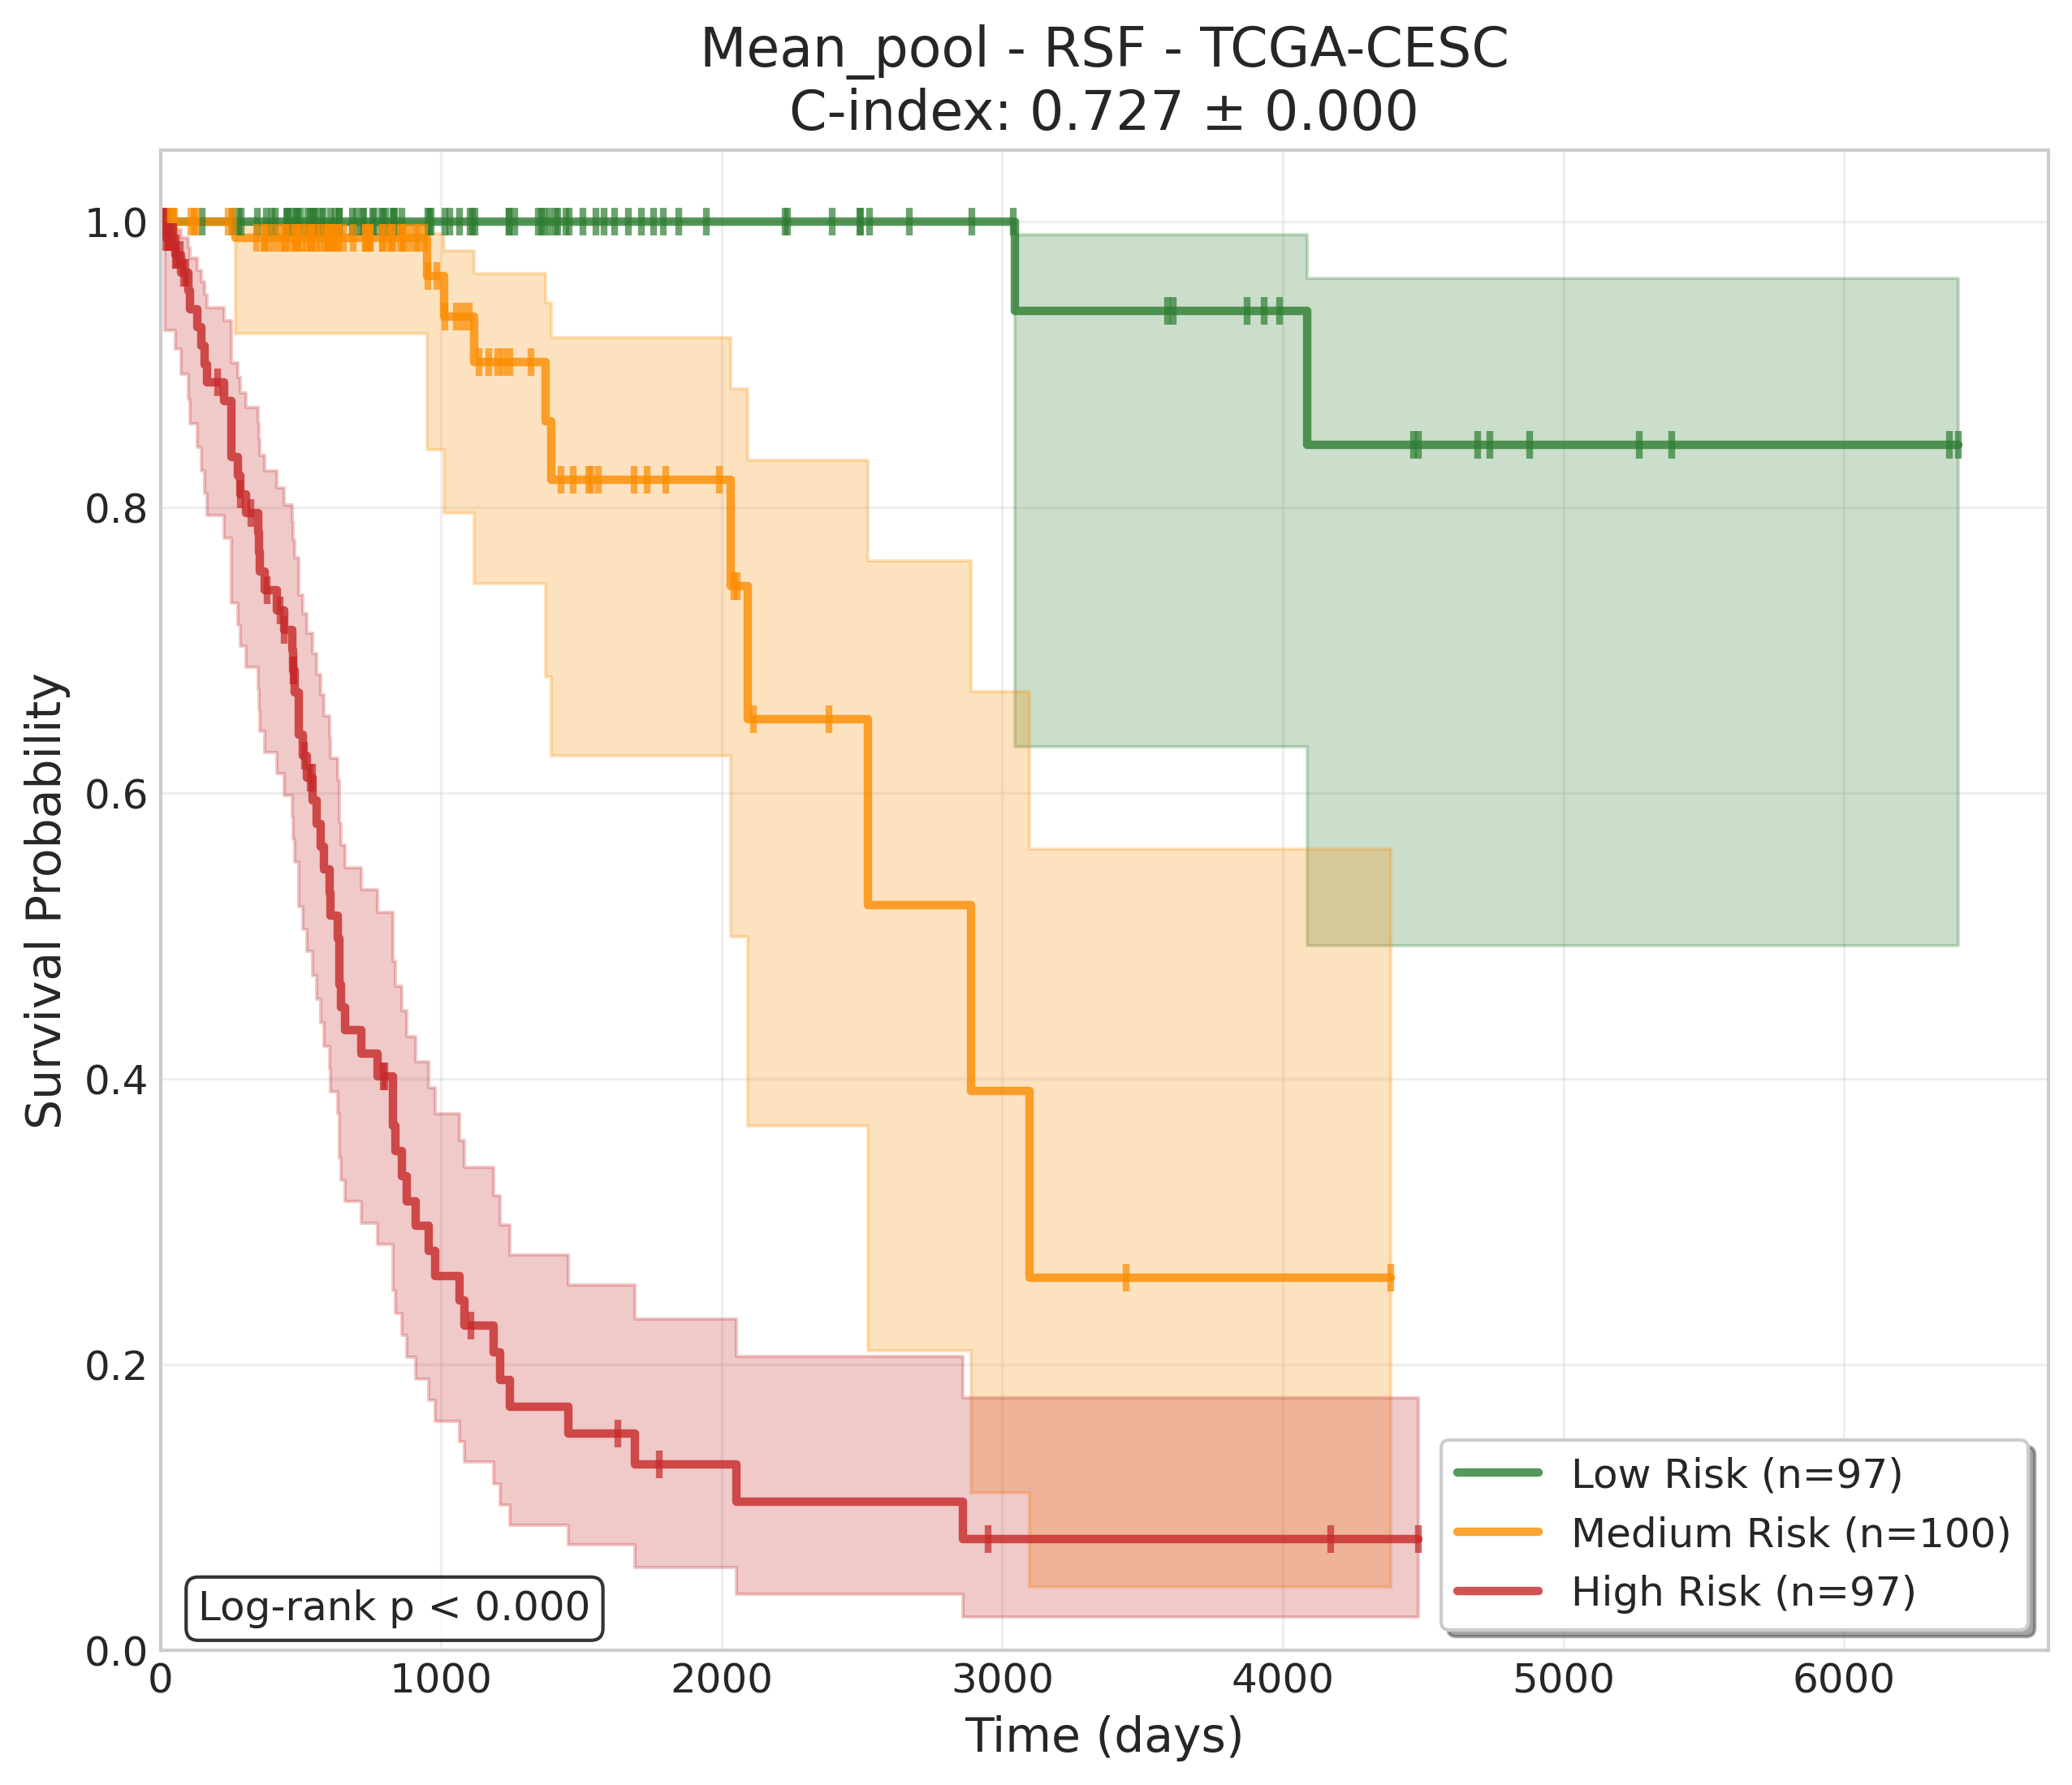 Mean_pool - RSF - TCGA-CESC
C-index: 0.727 ± 0.000
Survival Probability
1.0
0.8
0.6
0.4
0.2
0.0
Log-rank p < 0.000
Low Risk (n=97)
Medium Risk (n=100)
High Risk (n=97)
0 1000 2000 3000 4000 5000 6000
Time (days)